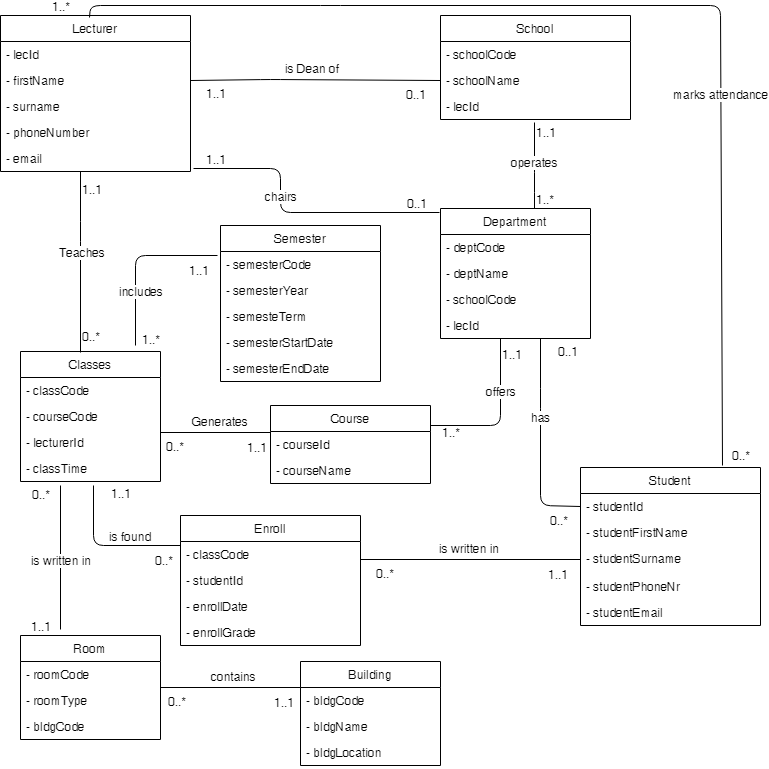 1..*
Lecturer
- lecId
- firstName
- surname
- phoneNumber
- email
is Dean of
1..1
0..1
School
- schoolCode
- schoolName
- lecId
marks attendance
1..1
operates
1..*
1..1
chairs
0..1
Department
- deptCode
- deptName
- schoolCode
- lecId
1..1
Teaches
0..*
Semester
- semesterCode
- semesterYear
- semesteTerm
- semesterStartDate
- semesterEndDate
1..1
includes
1..*
Classes
- classCode
- courseCode
- lecturerId
- classTime
Generates
0..*
1..1
Course
- courseId
- courseName
1..1
offers
1..*
0..1
has
0..*
0..*
Student
- studentId
- studentFirstName
- studentSurname
- studentPhoneNr
- studentEmail
0..*
1..1
is found
0..*
Enroll
- classCode
- studentId
- enrollDate
- enrollGrade
is written in
0..*
1..1
is written in
1..1
Room
- roomCode
- roomType
- bldgCode
contains
0..*
1..1
Building
- bldgCode
- bldgName
- bldgLocation